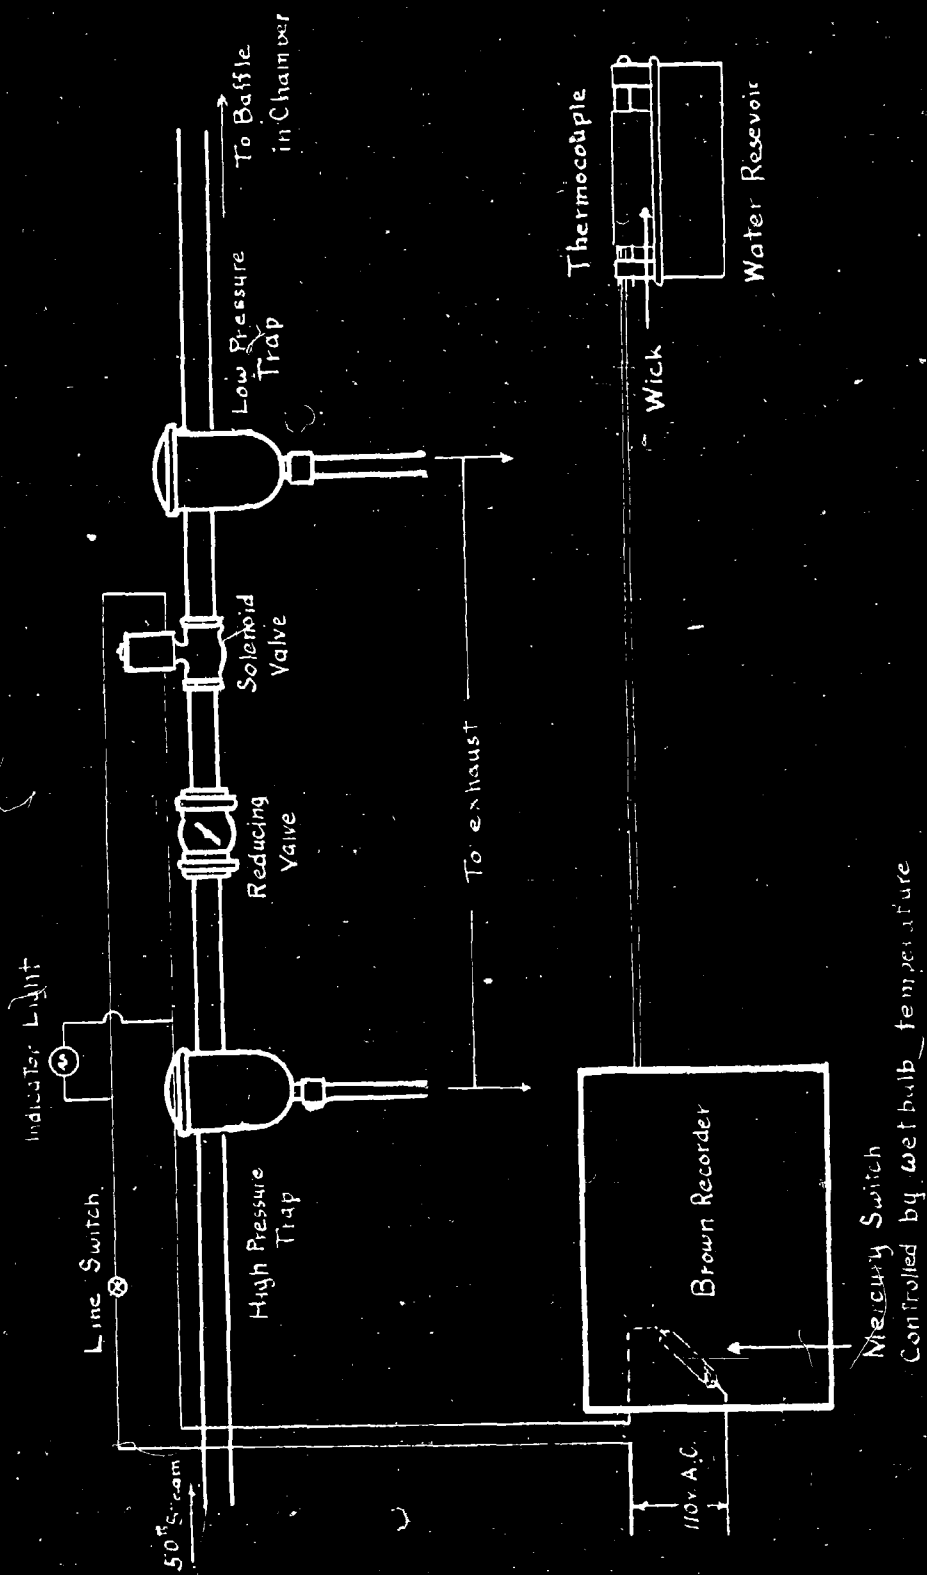 Indicator Light
Line Switch
50# Steam
High Pressure
Trap
Reducing
Valve
Solenoid
Valve
Low Pressure
Trap
To Baffle
in Chamver
To exhaust
Thermocouple
Wick
Water Resevoir
Brown Recorder
110v. A.C.
Mercury Switch
Controlled by wet bulb temperature